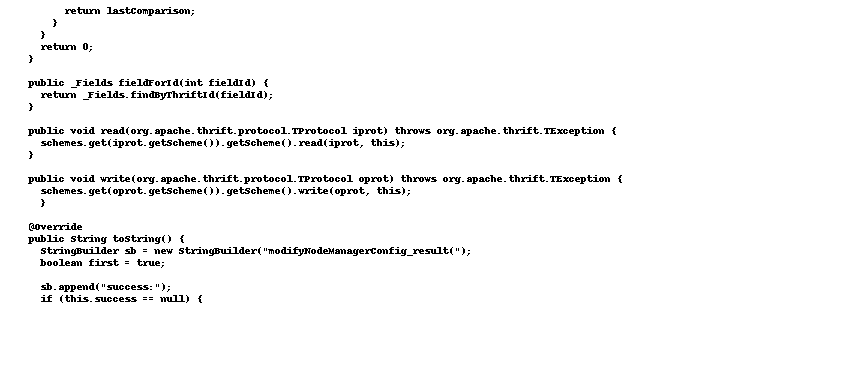 return lastComparison;
    }
  }
  return 0;
}

public _Fields fieldForId(int fieldId) {
  return _Fields.findByThriftId(fieldId);
}

public void read(org.apache.thrift.protocol.TProtocol iprot) throws org.apache.thrift.TException {
  schemes.get(iprot.getScheme()).getScheme().read(iprot, this);
}

public void write(org.apache.thrift.protocol.TProtocol oprot) throws org.apache.thrift.TException {
  schemes.get(oprot.getScheme()).getScheme().write(oprot, this);
  }

@Override
public String toString() {
  StringBuilder sb = new StringBuilder("modifyNodeManagerConfig_result(");
  boolean first = true;

  sb.append("success:");
  if (this.success == null) {